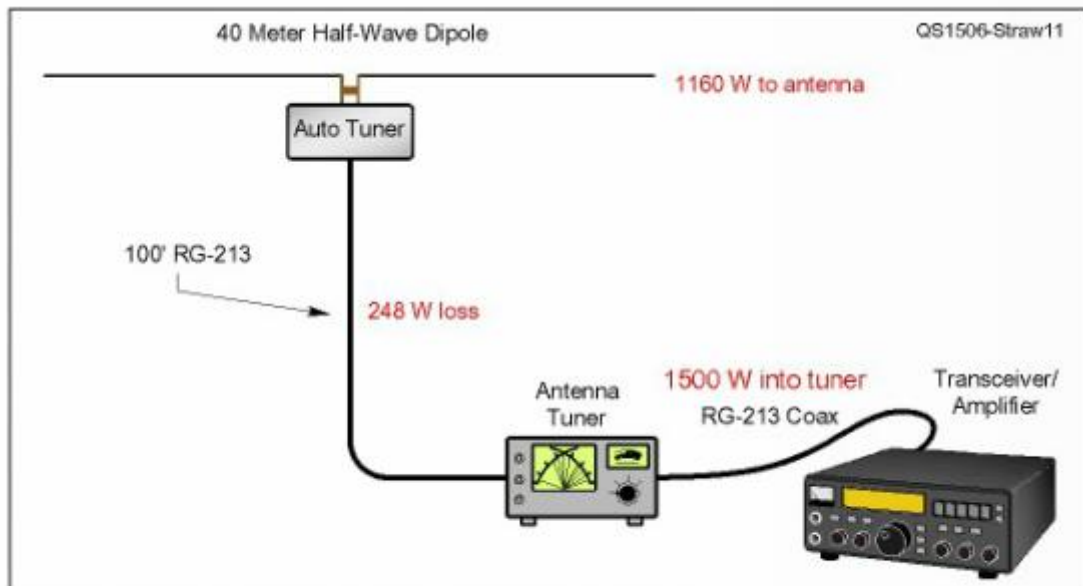 40 Meter Half-Wave Dipole
QS1506-Straw11
1160 W to antenna
Auto Tuner
100' RG-213
248 W loss
Antenna
Tuner
1500 W into tuner
RG-213 Coax
Transceiver/
Amplifier